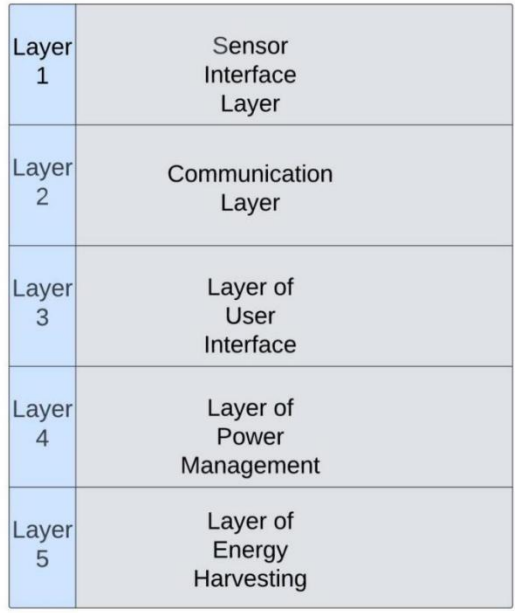 Layer
1
Sensor
Interface
Layer
Layer
2
Communication
Layer
Layer
3
Layer of
User
Interface
Layer
4
Layer of
Power
Management
Layer
5
Layer of
Energy
Harvesting